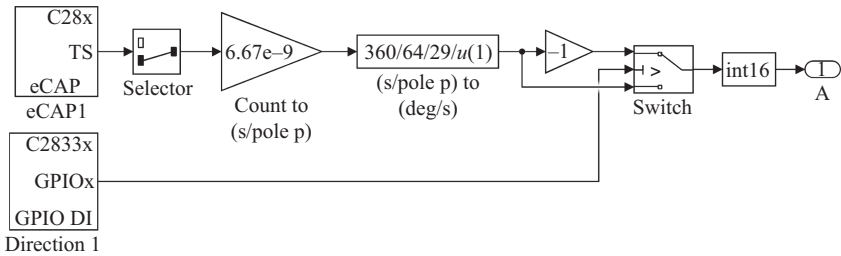 C28x
TS
eCAP
eCAP1
Selector
6.67e–9
Count to
(s/pole p)
360/64/29/u(1)
(s/pole p) to
(deg/s)
–1
>
Switch
int16
1
A
C2833x
GPIOx
GPIO DI
Direction 1